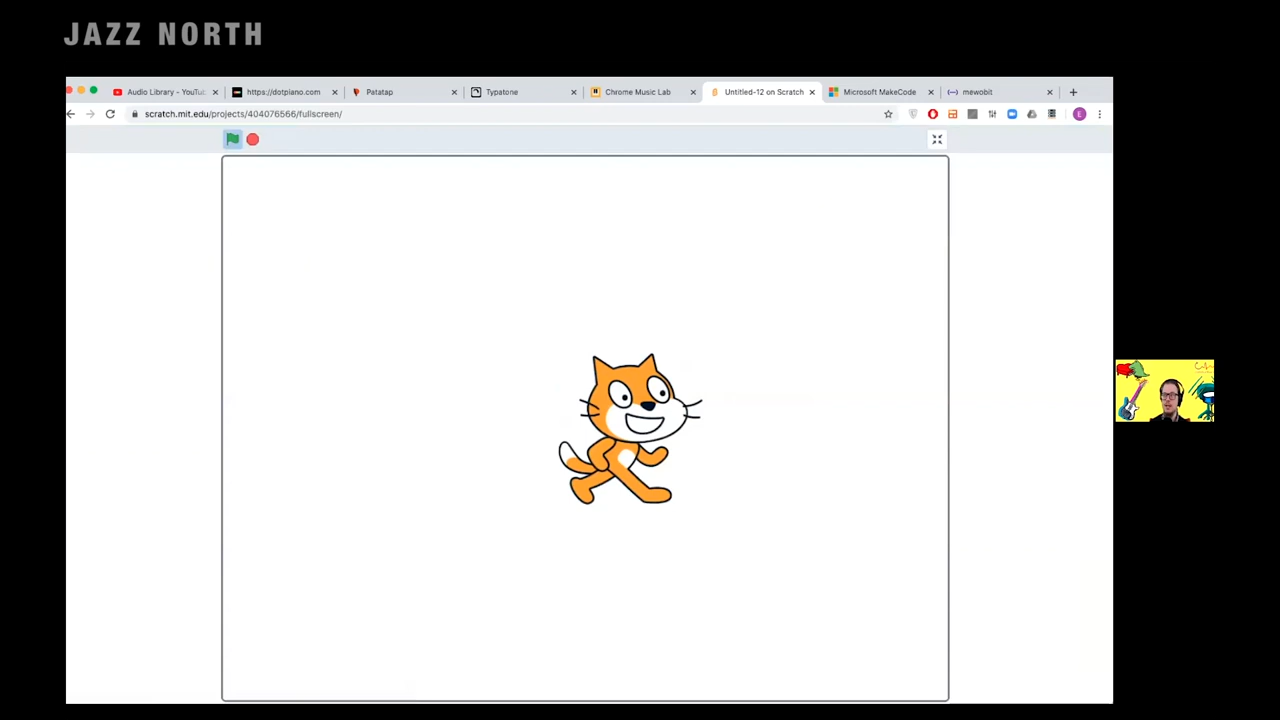 JAZZ NORTH
Audio Library - YouTu
https://dotpiano.com
Patatap
Typatone
Chrome Music Lab
Untitled-12 on Scratch
Microsoft MakeCode
mewobit
scratch.mit.edu/projects/404076566/fullscreen/
E